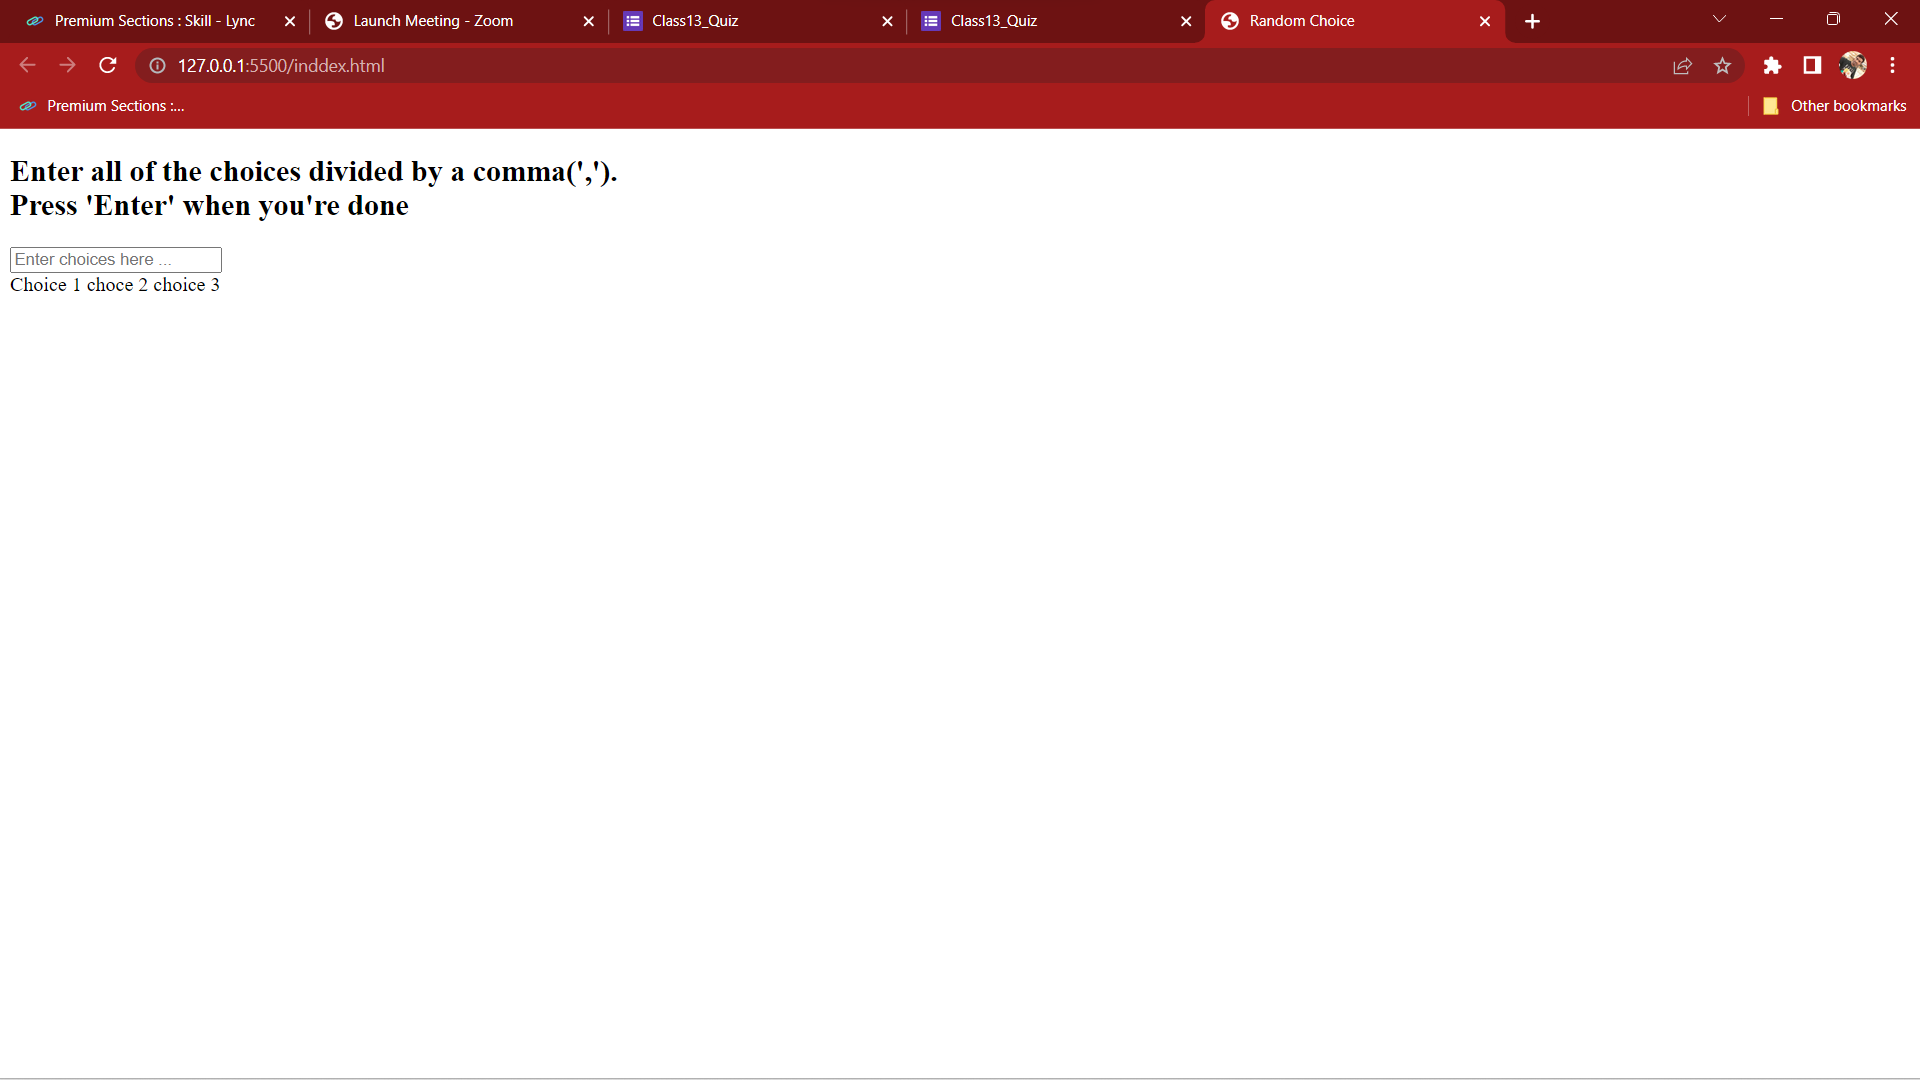 Premium Sections : Skill - Lync
Launch Meeting - Zoom
Class13_Quiz
Class13_Quiz
Random Choice
127.0.0.1:5500/inddex.html
Premium Sections :...
Other bookmarks
Enter all of the choices divided by a comma(',').
Press 'Enter' when you're done
Enter choices here ...
Choice 1 choce 2 choice 3